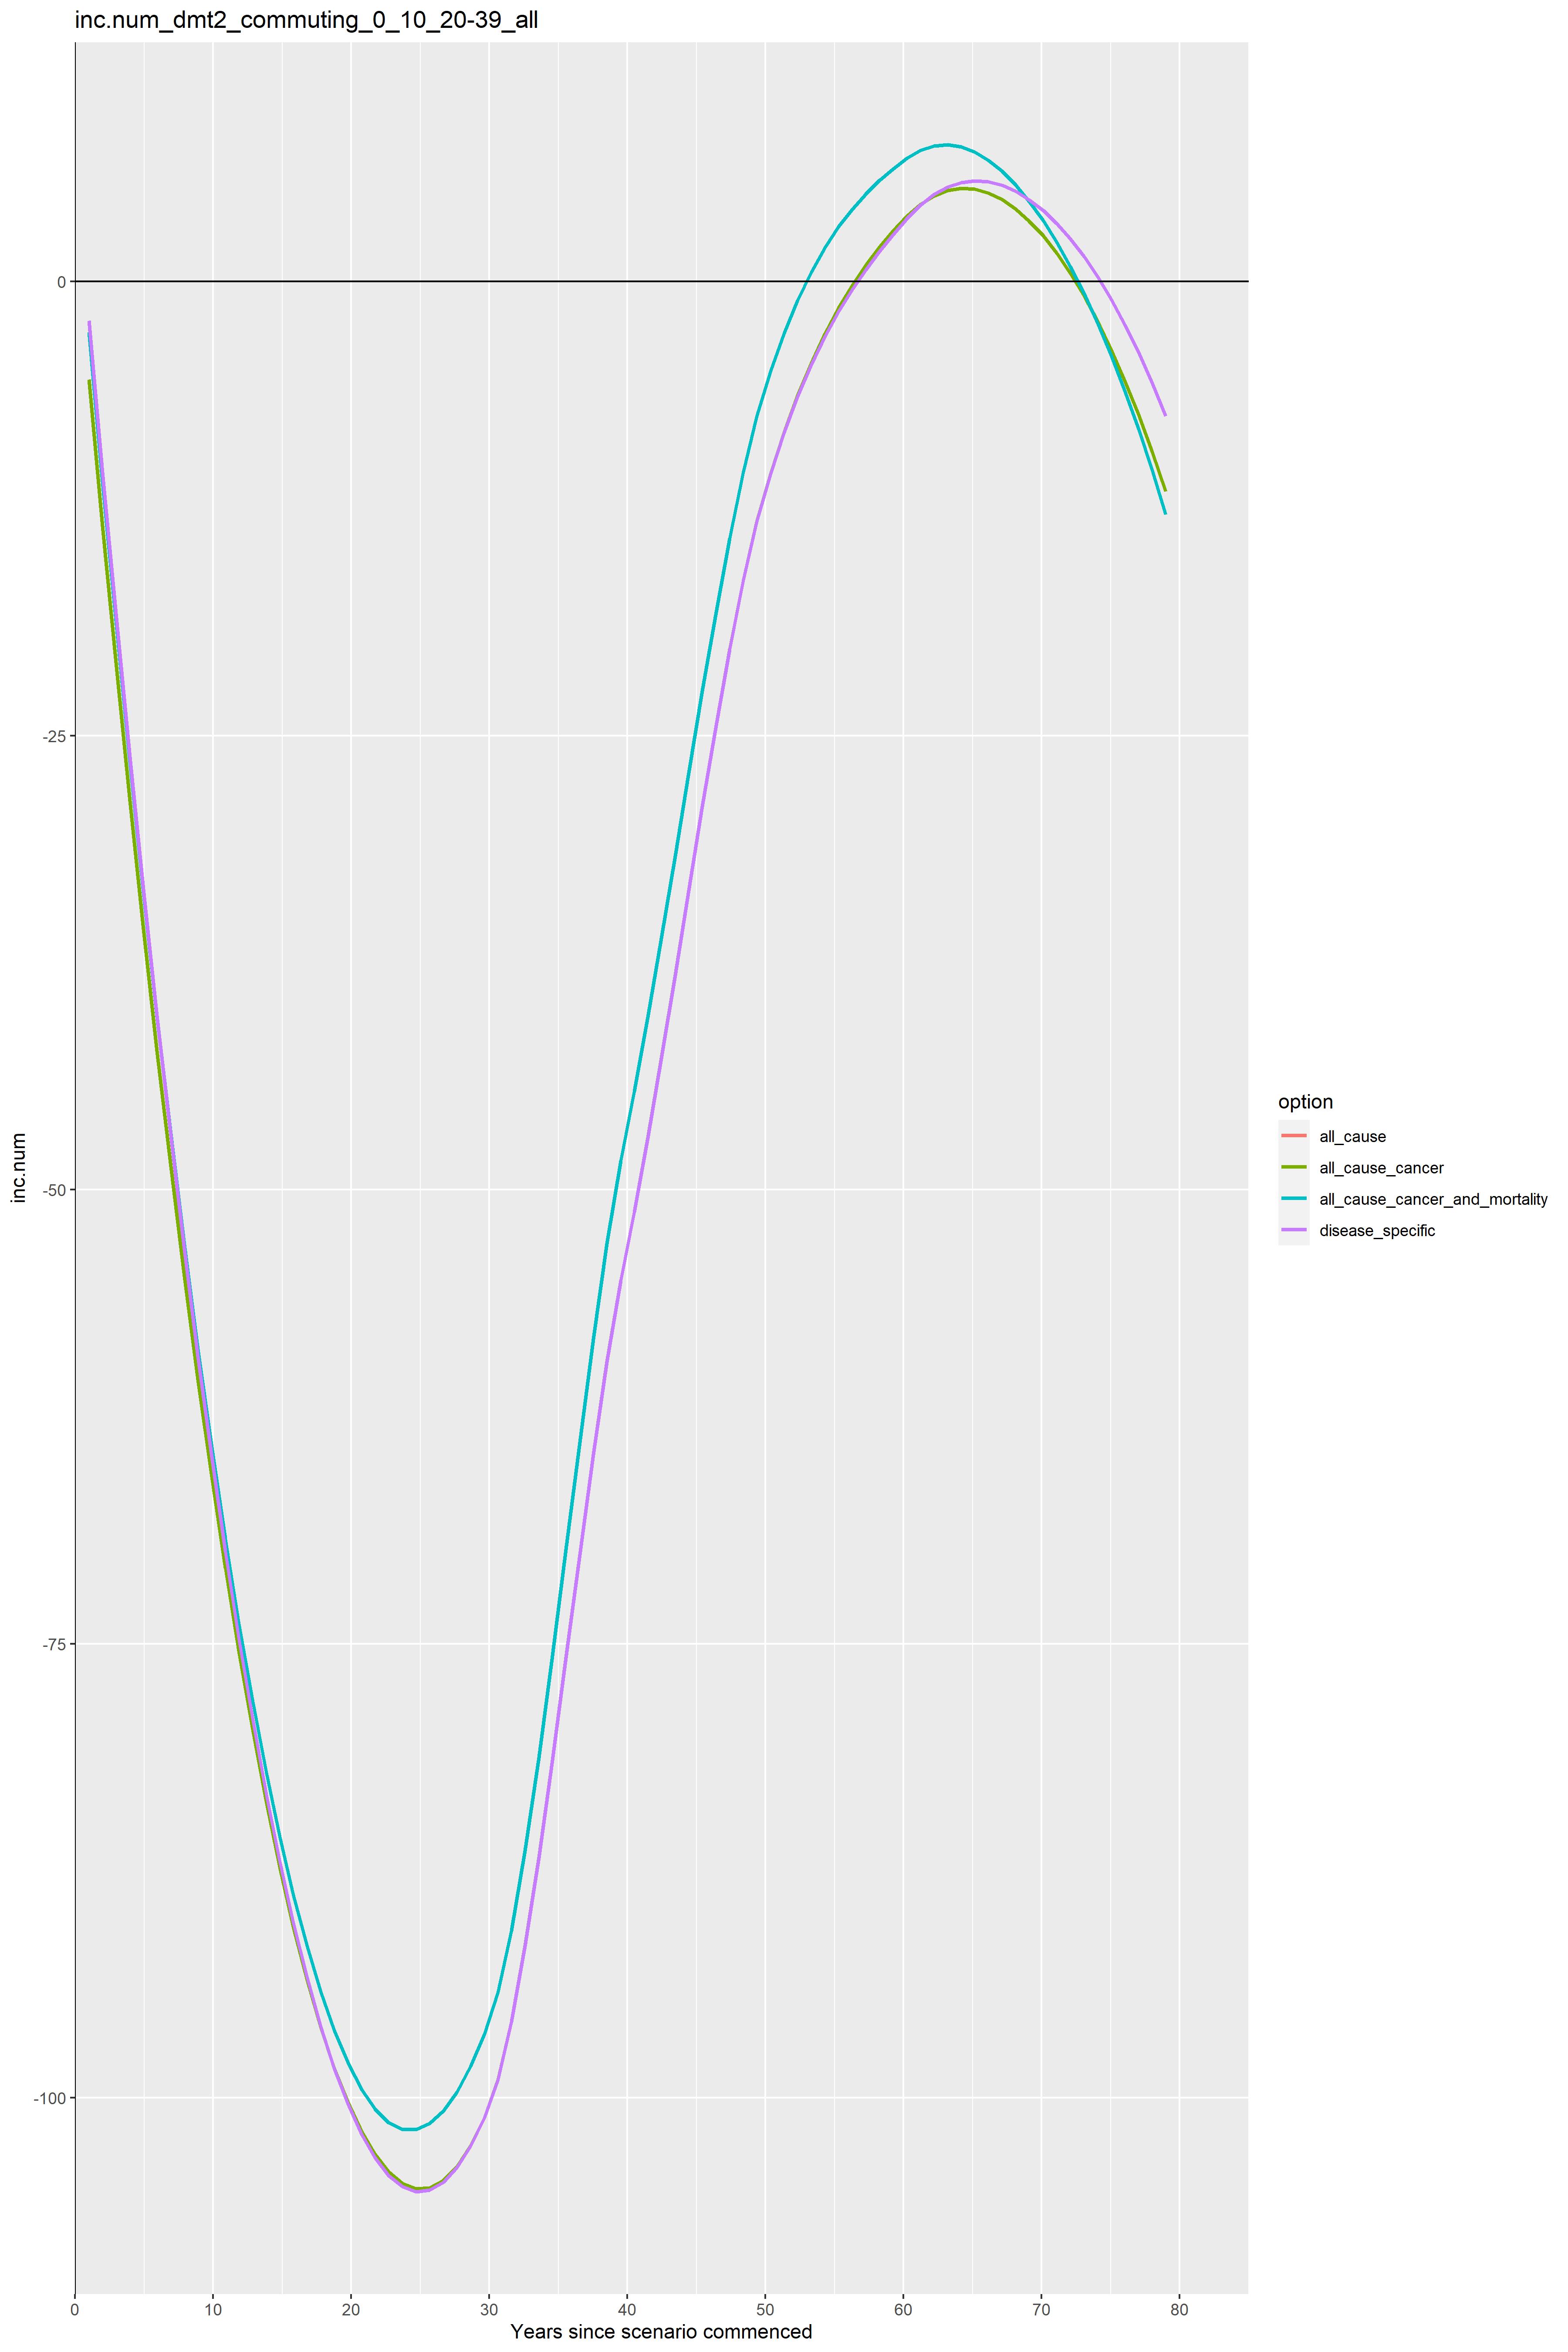 inc.num_dmt2_commuting_0_10_20-39_all
0
-25
-50
-75
-100
inc.num
0 10 20 30 40 50 60 70 80
Years since scenario commenced
option
all_cause
all_cause_cancer
all_cause_cancer_and_mortality
disease_specific